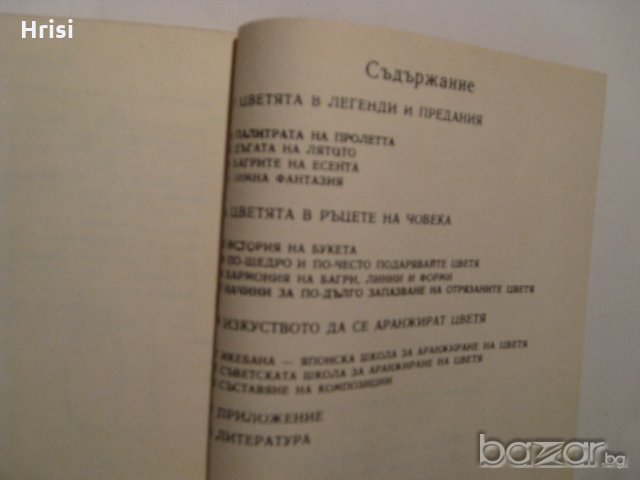 Hrisi
Съдържание
ЦВЕТЯТА В ЛЕГЕНДИ И ПРЕДАНИЯ
ПАЛИТРАТА НА ПРОЛЕТТА
ДЪГАТА НА ЛЯТОТО
БАГРИТЕ НА ЕСЕНТА
ЗИМНА ФАНТАЗИЯ
ЦВЕТЯТА В РЪЦЕТЕ НА ЧОВЕКА
ИСТОРИЯ НА БУКЕТА
ПО-ЩЕДРО И ПО-ЧЕСТО ПОДАРЯВАЙТЕ ЦВЕТЯ
ХАРМОНИЯ НА БАГРИ, ЛИНИИ И ФОРМИ
НАЧИНИ ЗА ПО-ДЪЛГО ЗАПАЗВАНЕ НА ОТРЯЗАНИТЕ ЦВЕТЯ
ИЗКУСТВОТО ДА СЕ АРАНЖИРАТ ЦВЕТЯ
ИКЕБАНА — ЯПОНСКА ШКОЛА ЗА АРАНЖИРАНЕ НА ЦВЕТЯ
СЪВЕТСКАТА ШКОЛА ЗА АРАНЖИРАНЕ НА ЦВЕТЯ
СЪСТАВЯНЕ НА КОМПОЗИЦИИ
ПРИЛОЖЕНИЕ
ЛИТЕРАТУРА
bazar.bg